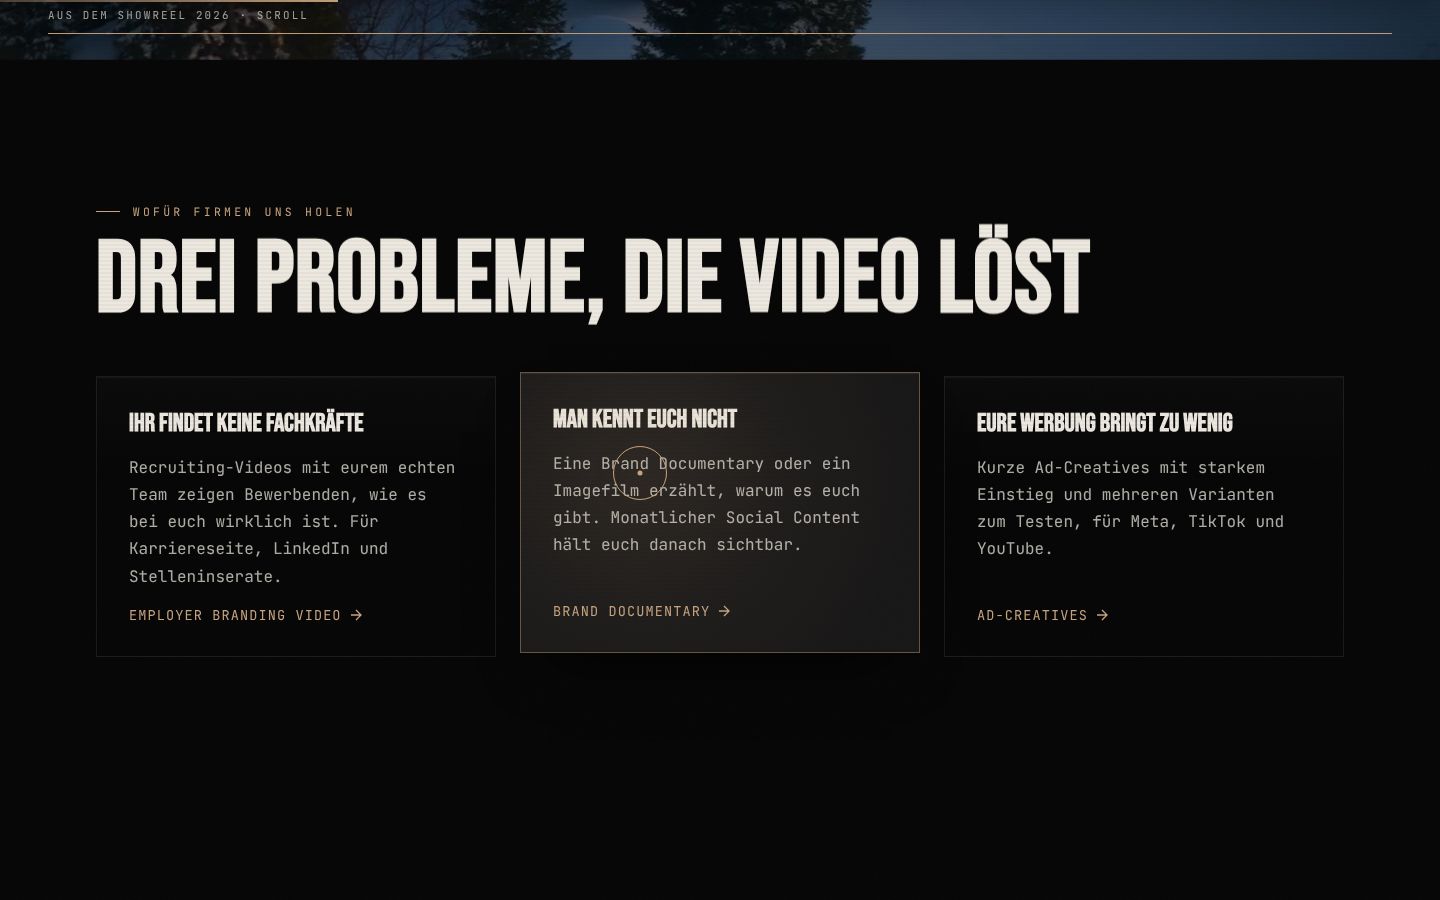 AUS DEM SHOWREEL 2026 · SCROLL
WOFÜR FIRMEN UNS HOLEN
DREI PROBLEME, DIE VIDEO LÖST
IHR FINDET KEINE FACHKRÄFTE
Recruiting-Videos mit eurem echten
Team zeigen Bewerbenden, wie es
bei euch wirklich ist. Für
Karriereseite, LinkedIn und
Stelleninserate.
EMPLOYER BRANDING VIDEO →
MAN KENNT EUCH NICHT
Eine Brand Documentary oder ein
Imagefilm erzählt, warum es euch
gibt. Monatlicher Social Content
hält euch danach sichtbar.
BRAND DOCUMENTARY →
EURE WERBUNG BRINGT ZU WENIG
Kurze Ad-Creatives mit starkem
Einstieg und mehreren Varianten
zum Testen, für Meta, TikTok und
YouTube.
AD-CREATIVES →